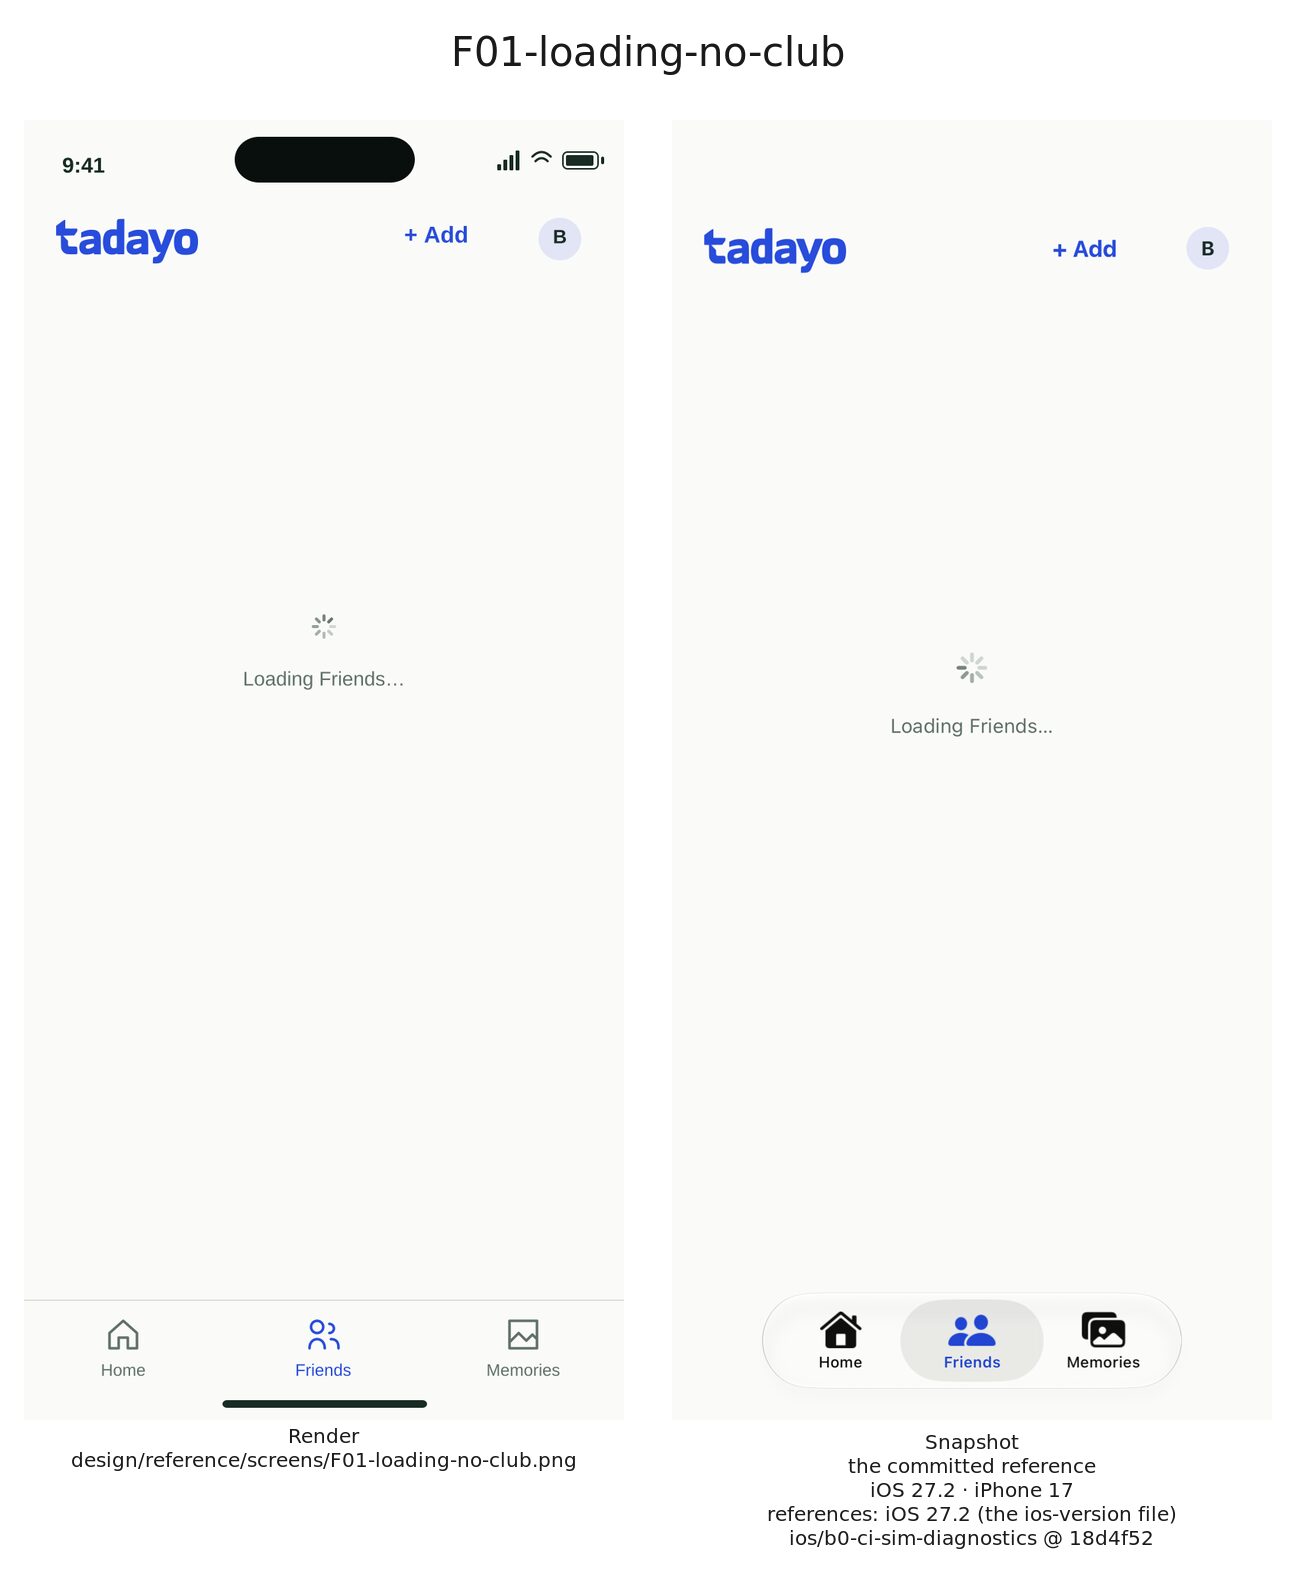 F01-loading-no-club
9:41
tadayo
+ Add
B
Loading Friends…
Home
Friends
Memories
Render
design/reference/screens/F01-loading-no-club.png
tadayo
+ Add
B
Loading Friends...
Home
Friends
Memories
Snapshot
the committed reference
iOS 27.2 · iPhone 17
references: iOS 27.2 (the ios-version file)
ios/b0-ci-sim-diagnostics @ 18d4f52